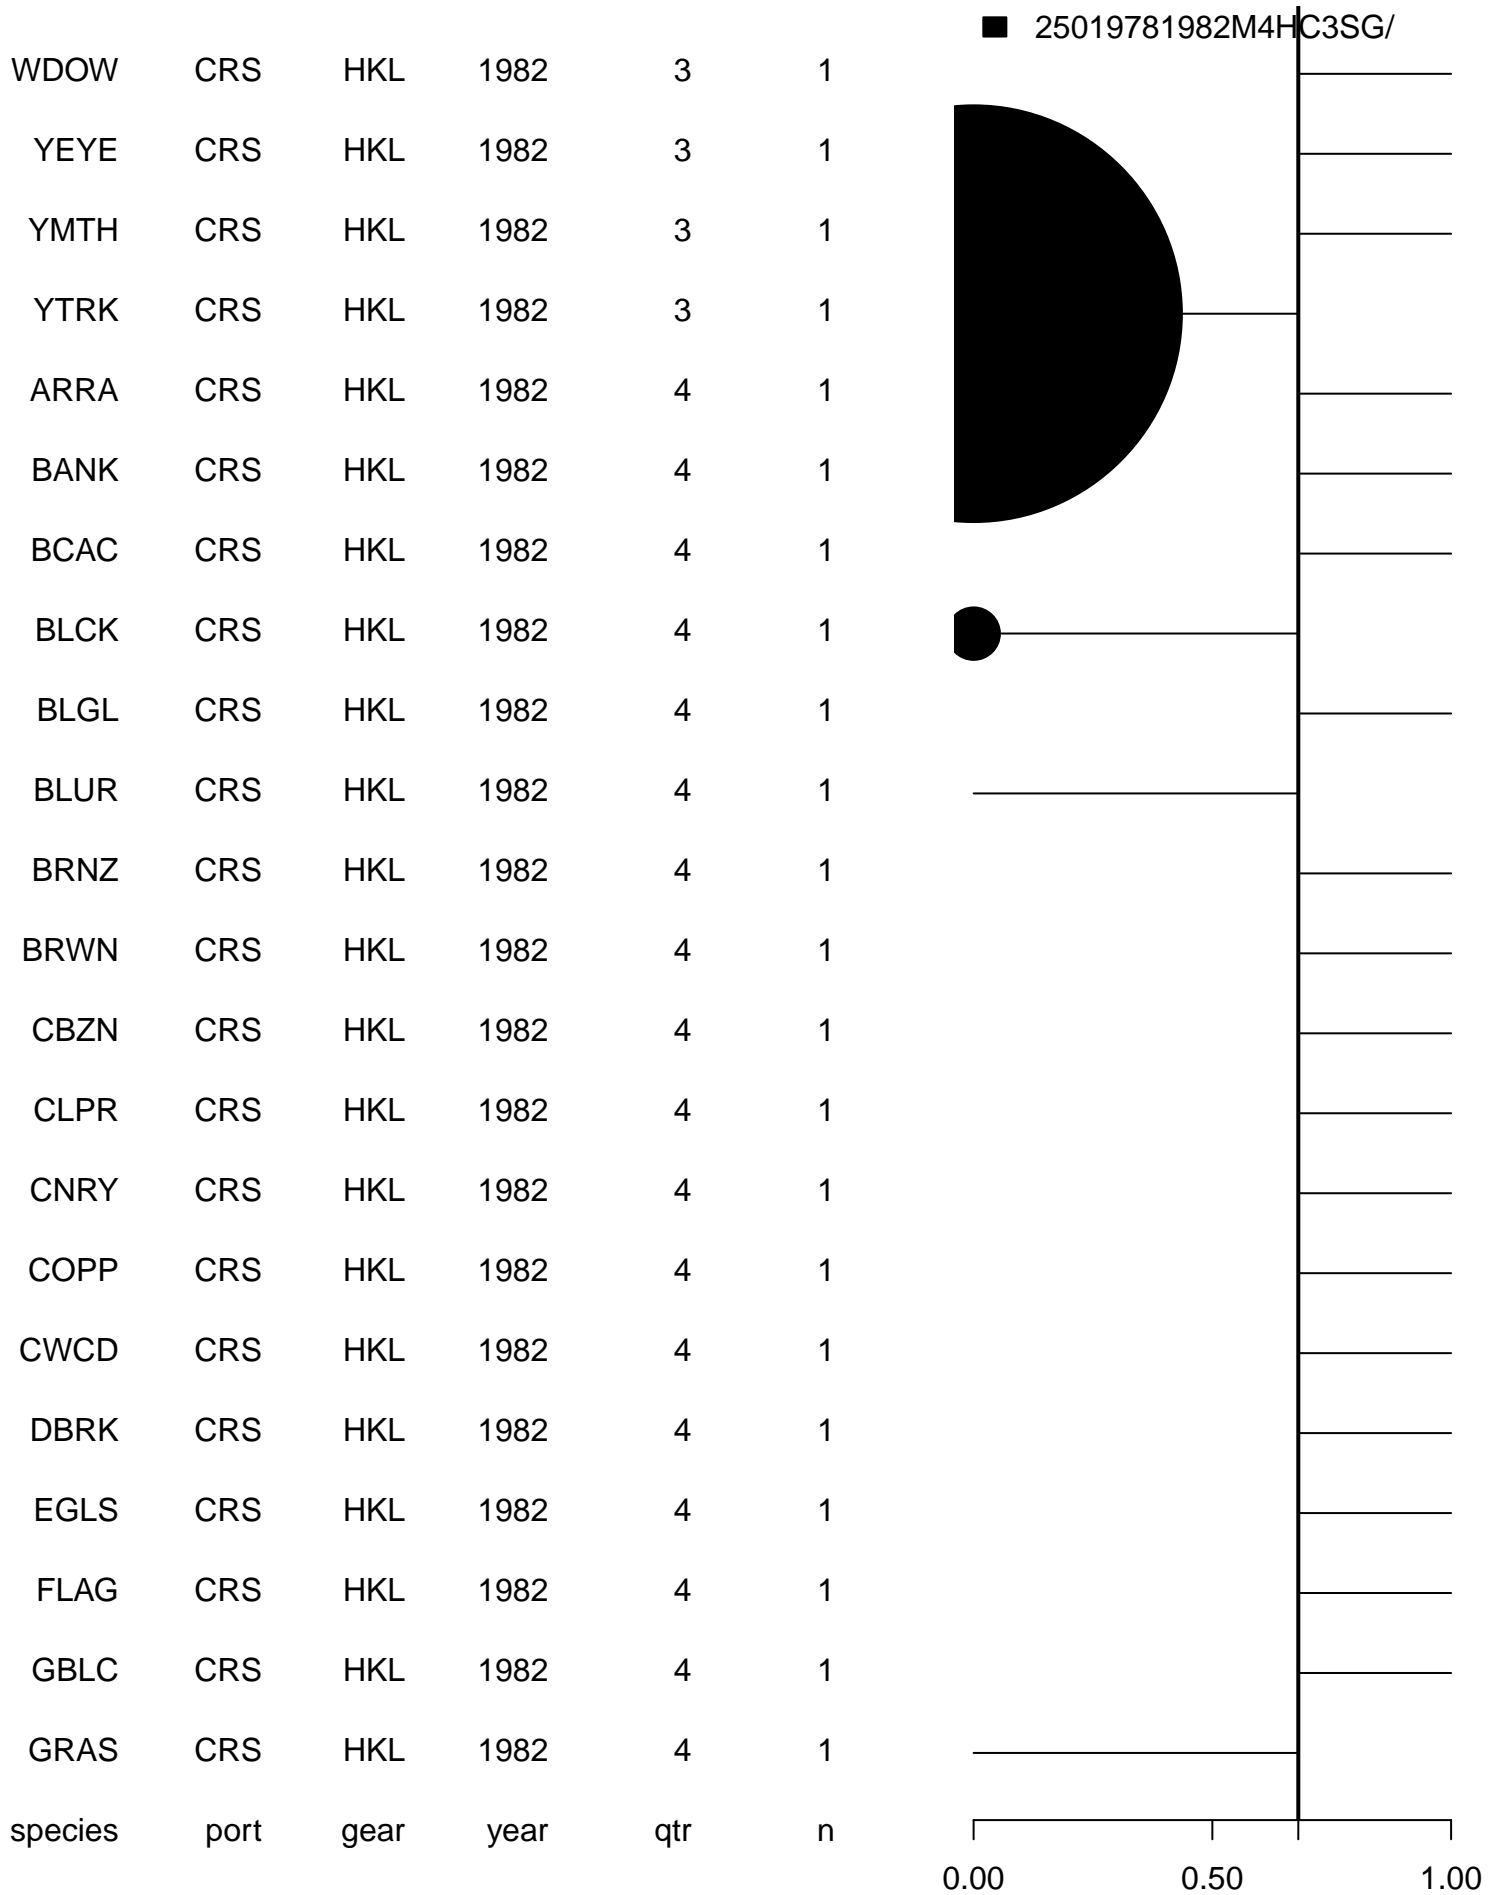 25019781982M4HC3SG/
WDOW CRS HKL 1982 3 1
YEYE CRS HKL 1982 3 1
YMTH CRS HKL 1982 3 1
YTRK CRS HKL 1982 3 1
ARRA CRS HKL 1982 4 1
BANK CRS HKL 1982 4 1
BCAC CRS HKL 1982 4 1
BLCK CRS HKL 1982 4 1
BLGL CRS HKL 1982 4 1
BLUR CRS HKL 1982 4 1
BRNZ CRS HKL 1982 4 1
BRWN CRS HKL 1982 4 1
CBZN CRS HKL 1982 4 1
CLPR CRS HKL 1982 4 1
CNRY CRS HKL 1982 4 1
COPP CRS HKL 1982 4 1
CWCD CRS HKL 1982 4 1
DBRK CRS HKL 1982 4 1
EGLS CRS HKL 1982 4 1
FLAG CRS HKL 1982 4 1
GBLC CRS HKL 1982 4 1
GRAS CRS HKL 1982 4 1
species port gear year qtr n
0.00 0.50 1.00